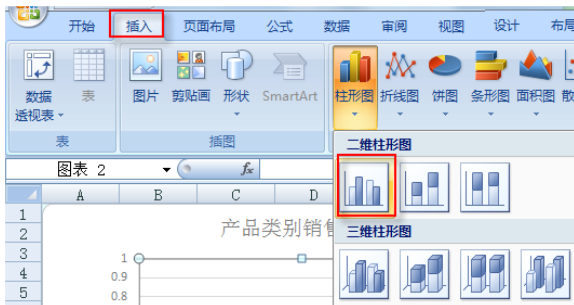 开始 插入 页面布局 公式 数据 审阅 视图 设计 布局
数据 表 图片 剪贴画 形状 SmartArt 柱形图 折线图 饼图 条形图 面积图 散
透视表
表 插图
二维柱形图
图表 2 fx
A B C D
1
2 产品类别销售
三维柱形图
3
4 1
5 0.9
0.8